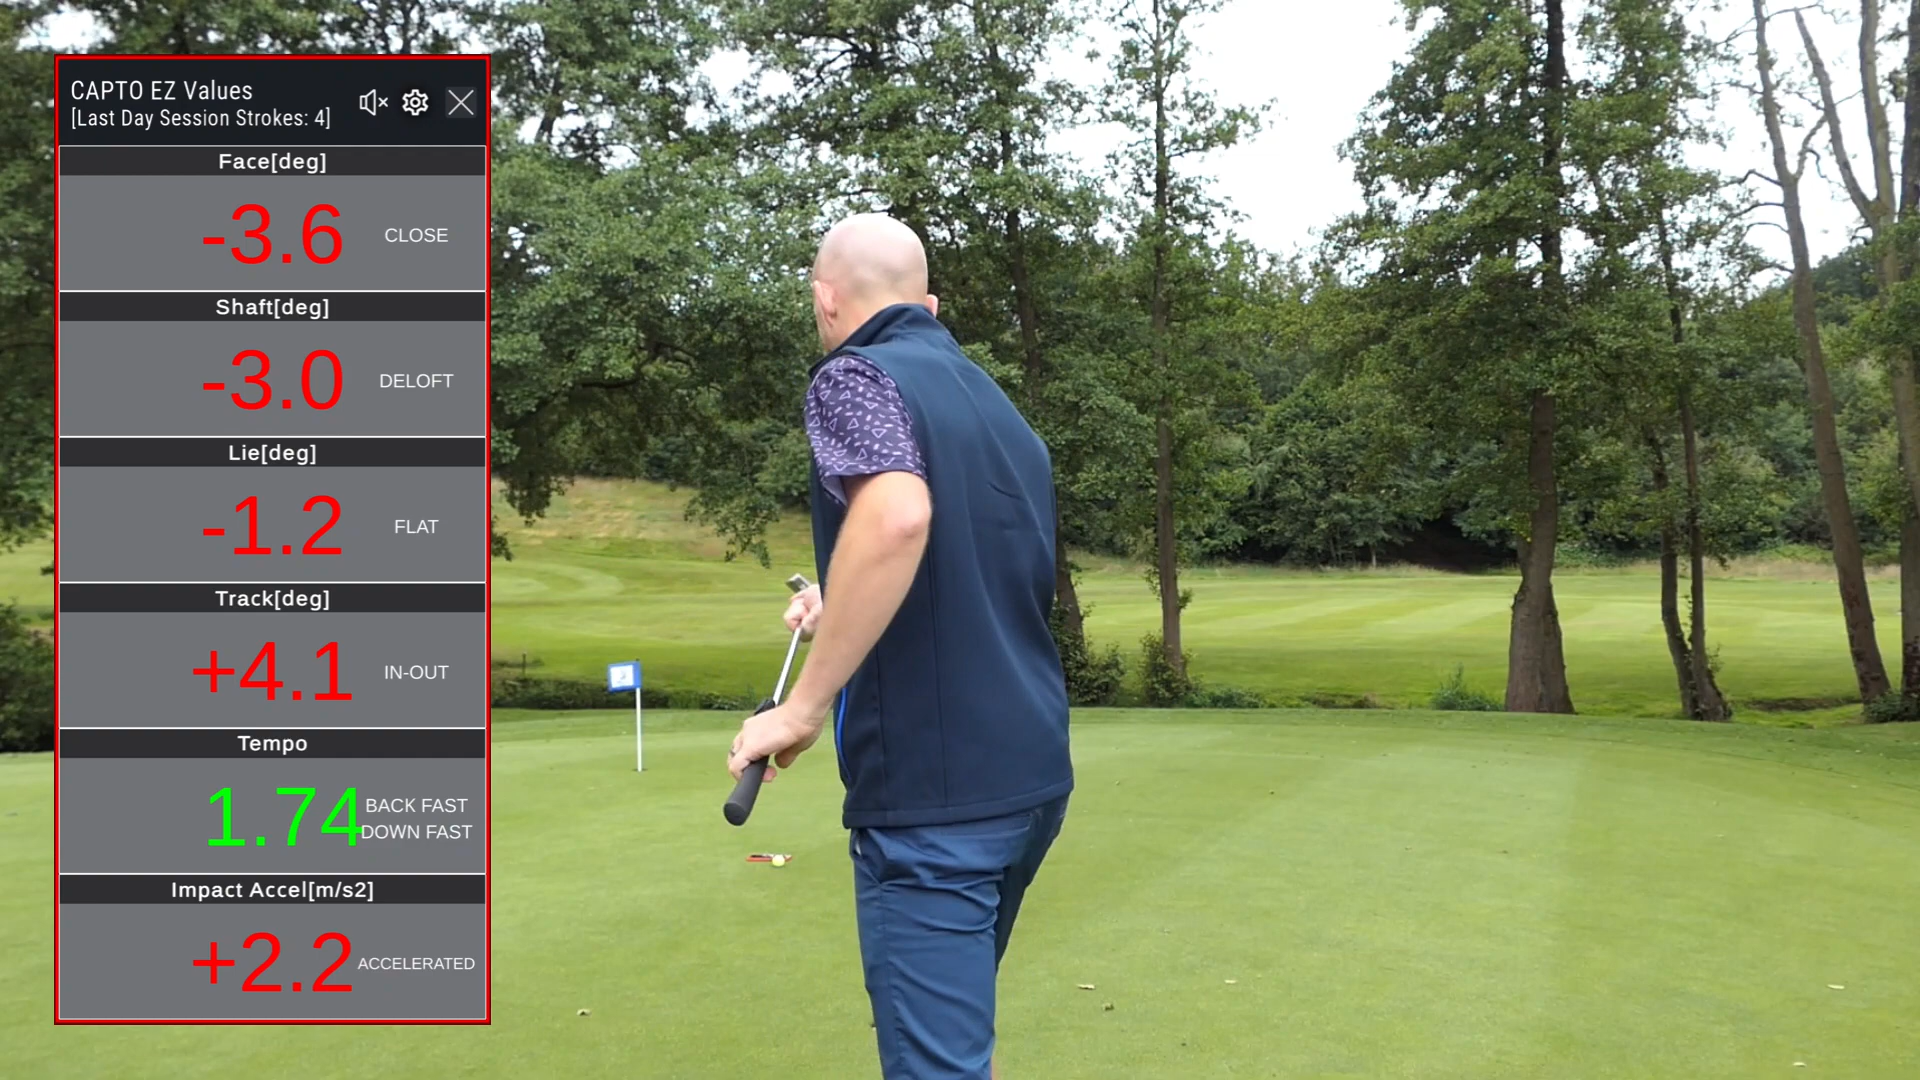 CAPTO EZ Values
[Last Day Session Strokes: 4]
Face[deg]
-3.6 CLOSE
Shaft[deg]
-3.0 DELOFT
Lie[deg]
-1.2 FLAT
Track[deg]
+4.1 IN-OUT
Tempo
1.74 BACK FAST
DOWN FAST
Impact Accel[m/s2]
+2.2 ACCELERATED